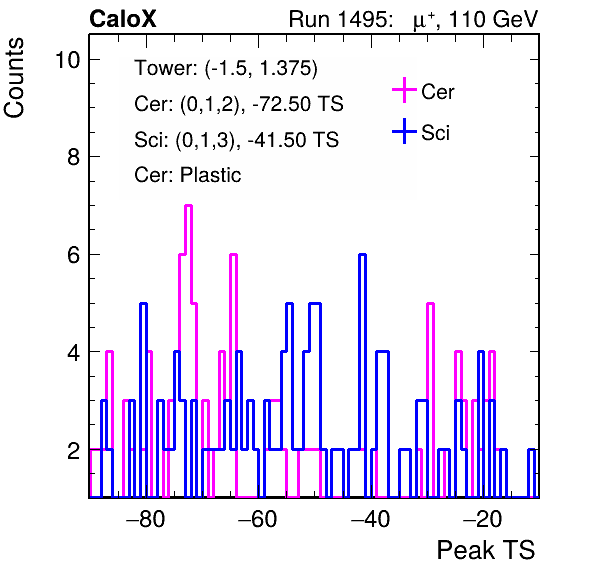 CaloX Run 1495: μ⁺, 110 GeV
Counts
Tower: (-1.5, 1.375)
Cer: (0,1,2), -72.50 TS
Sci: (0,1,3), -41.50 TS
Cer: Plastic
Cer
Sci
10
8
6
4
2
−80 −60 −40 −20
Peak TS